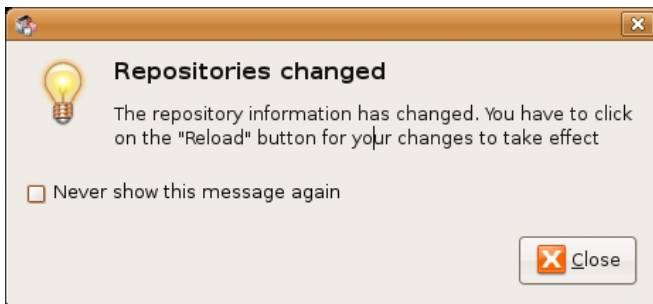 Repositories changed
The repository information has changed. You have to click
on the "Reload" button for your changes to take effect
Never show this message again
Close